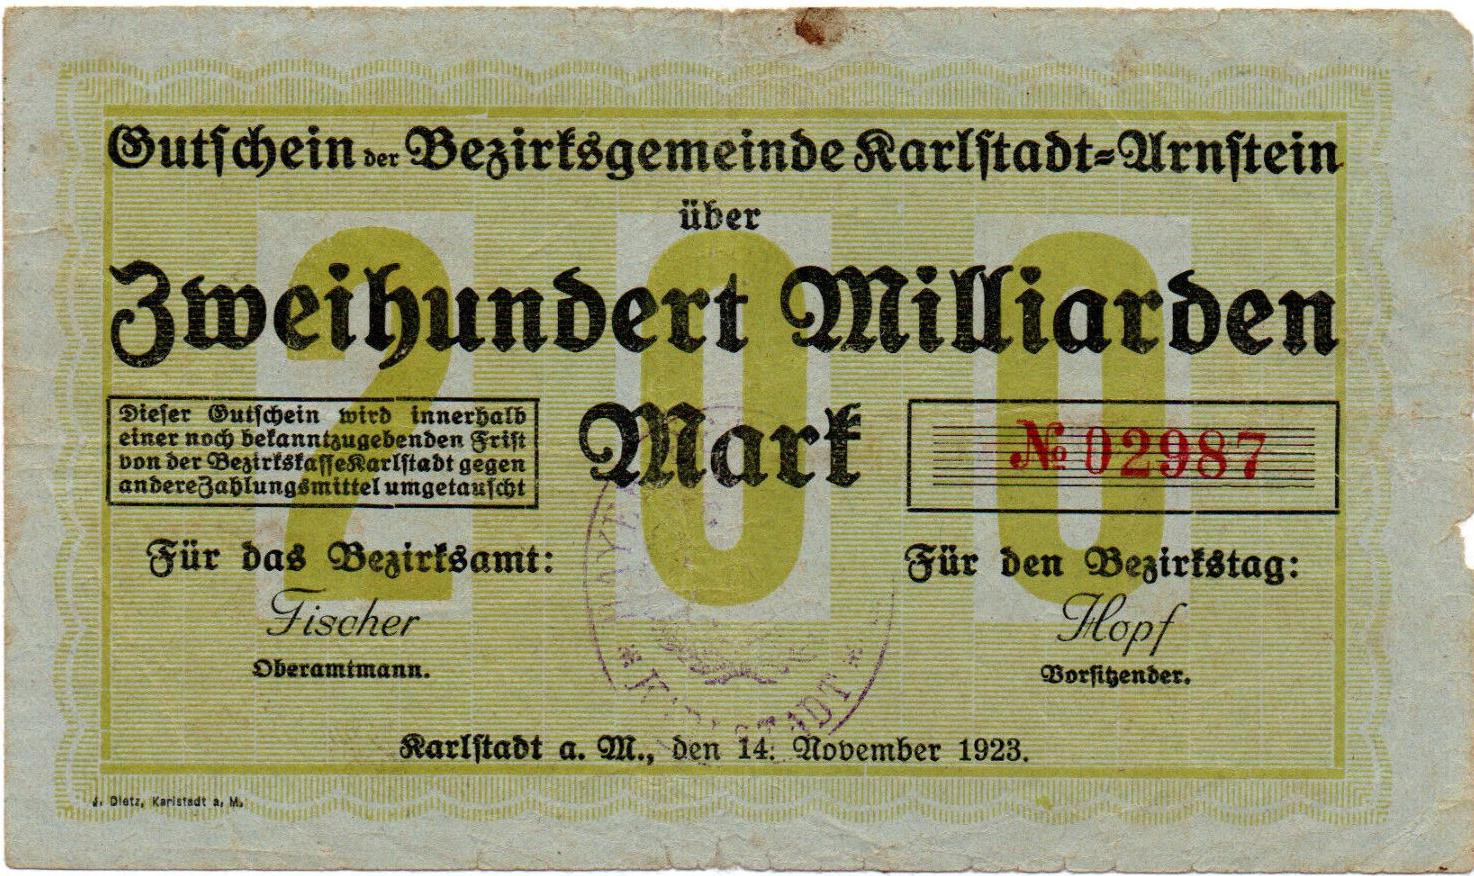 Gutschein der Bezirksgemeinde Karlstadt-Arnstein
über
Zweihundert Milliarden
Mark
200
Dieser Gutschein wird innerhalb
einer noch bekanntzugebenden Frist
von der Bezirkskasse Karlstadt gegen
andere Zahlungsmittel umgetauscht
№ 02987
Für das Bezirksamt:
Fischer
Oberamtmann.
Für den Bezirkstag:
Hopf
Vorsitzender.
* KARLSTADT *
Karlstadt a. M., den 14. November 1923.
J. Dietz, Karlstadt a. M.